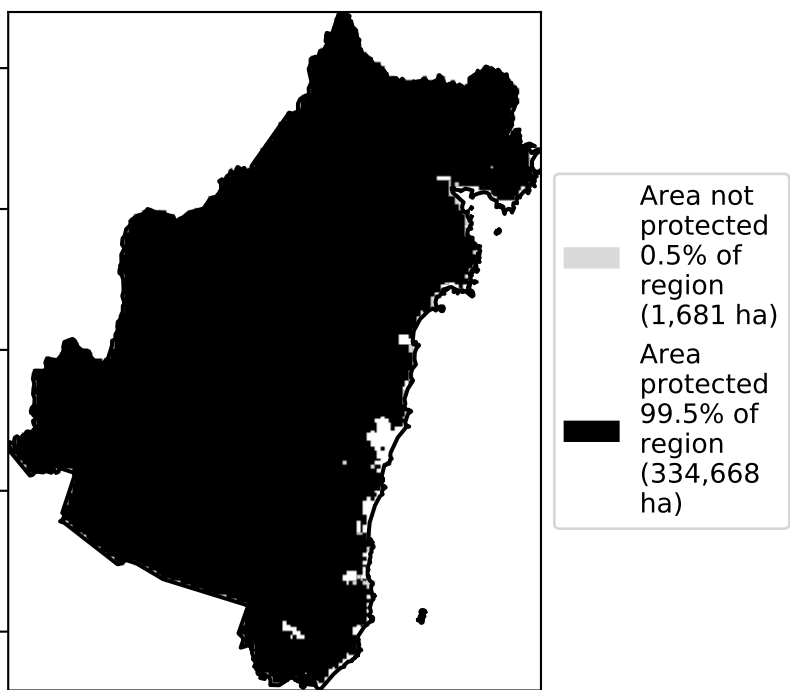 Area not
protected
0.5% of
region
(1,681 ha)
Area
protected
99.5% of
region
(334,668
ha)